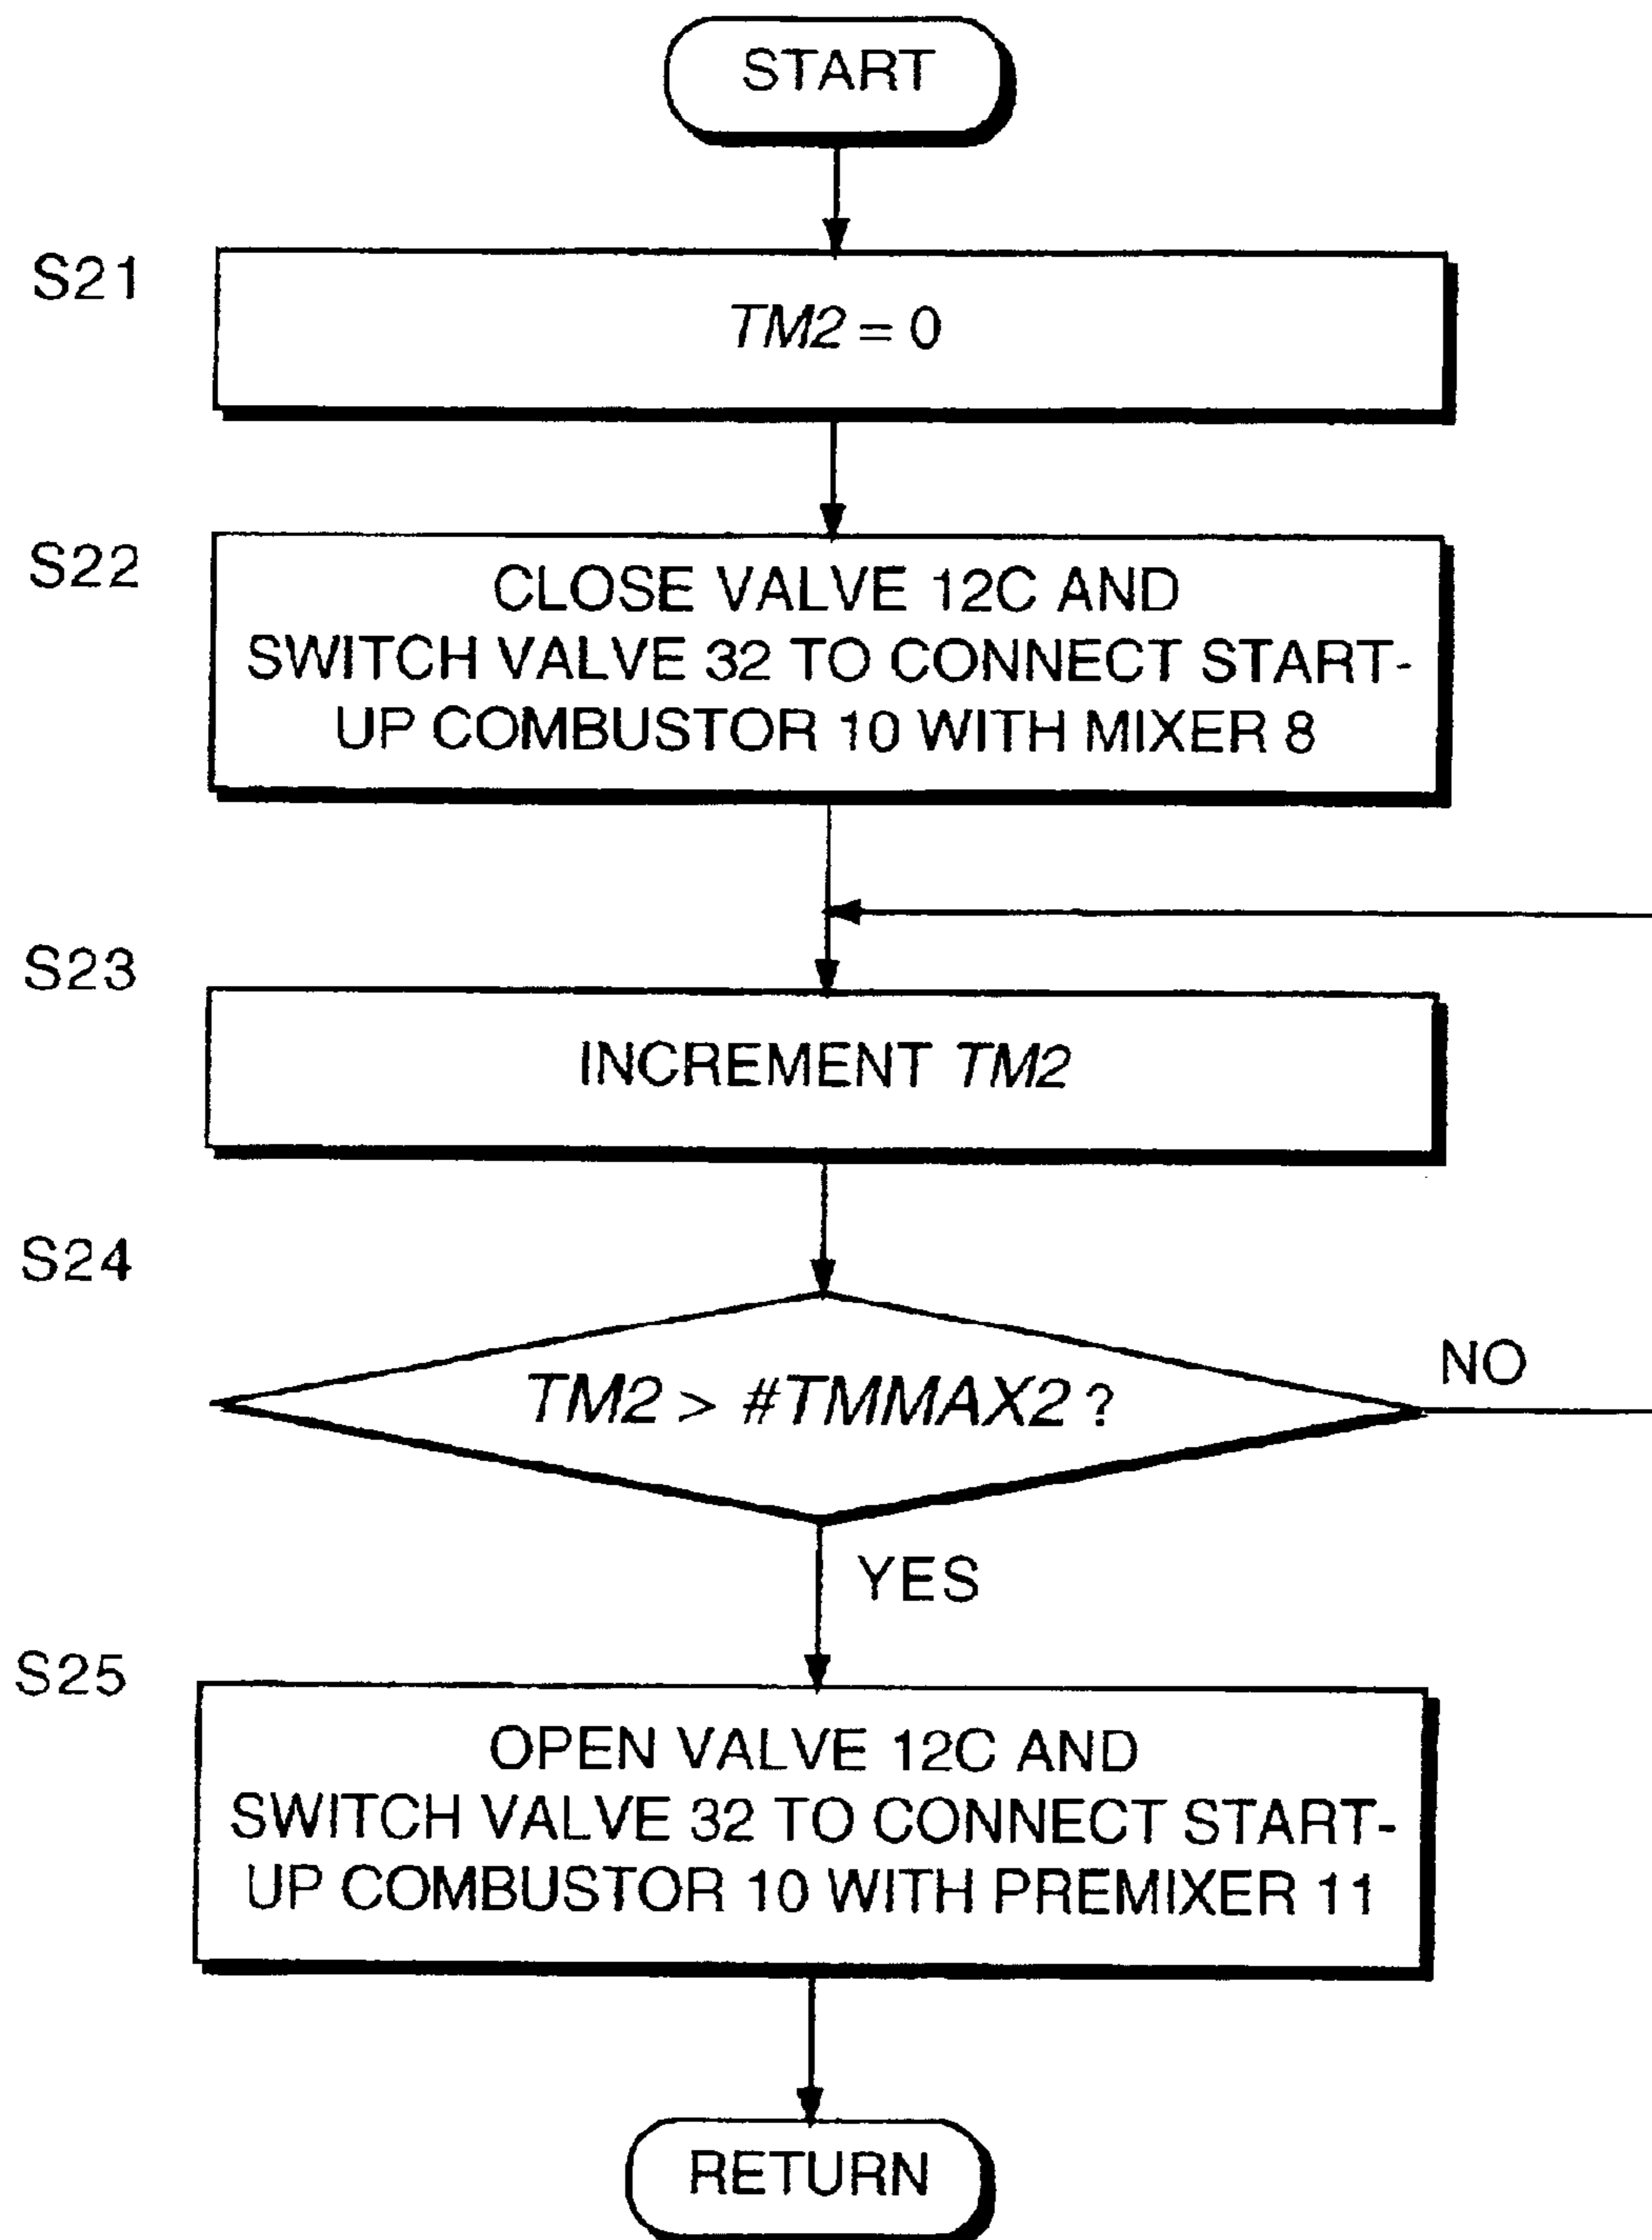 START
S21
TM2 = 0
S22
CLOSE VALVE 12C AND
SWITCH VALVE 32 TO CONNECT START-
UP COMBUSTOR 10 WITH MIXER 8
S23
INCREMENT TM2
S24
TM2 > #TMMAX2 ?
NO
YES
S25
OPEN VALVE 12C AND
SWITCH VALVE 32 TO CONNECT START-
UP COMBUSTOR 10 WITH PREMIXER 11
RETURN